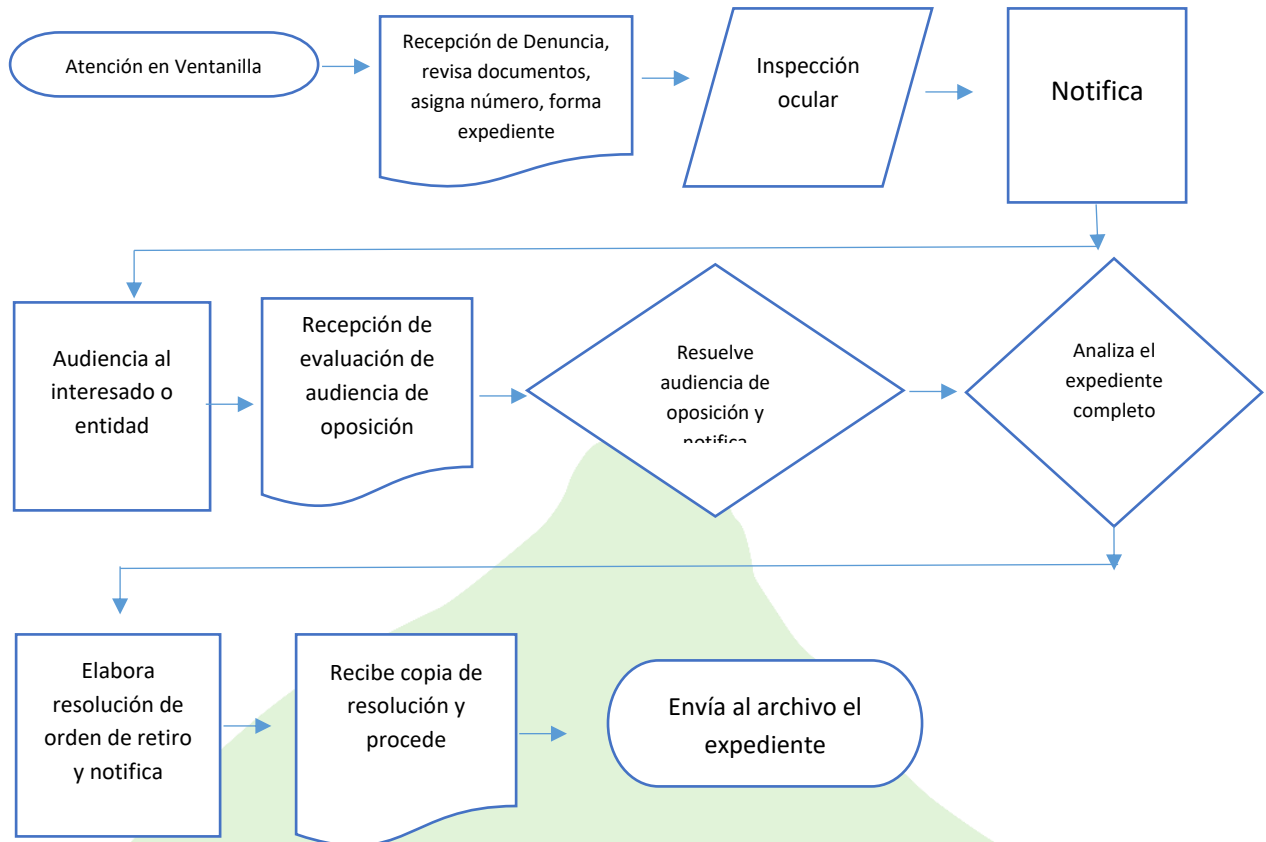 Atención en Ventanilla
Recepción de Denuncia,
revisa documentos,
asigna número, forma
expediente
Inspección
ocular
Notifica
Audiencia al
interesado o
entidad
Recepción de
evaluación de
audiencia de
oposición
Resuelve
audiencia de
oposición y
notifica
Analiza el
expediente
completo
Elabora
resolución de
orden de retiro
y notifica
Recibe copia de
resolución y
procede
Envía al archivo el
expediente